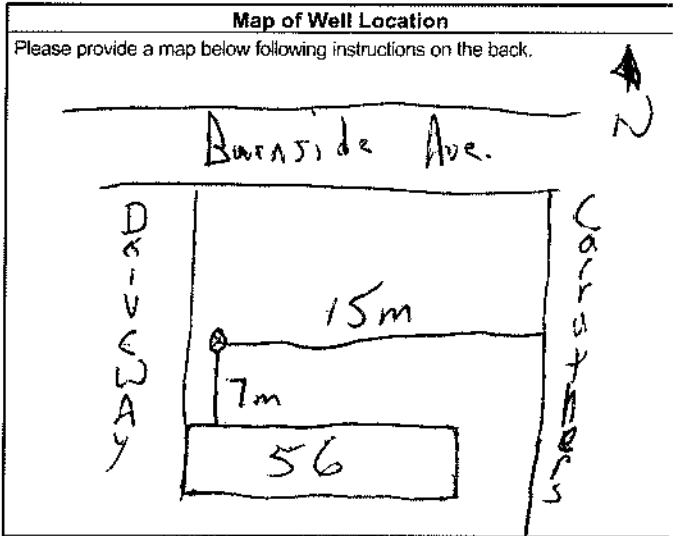 Map of Well Location
Please provide a map below following instructions on the back.
N
Burnside Ave.
DRIVEWAY
Carruthers
15m
7m
56